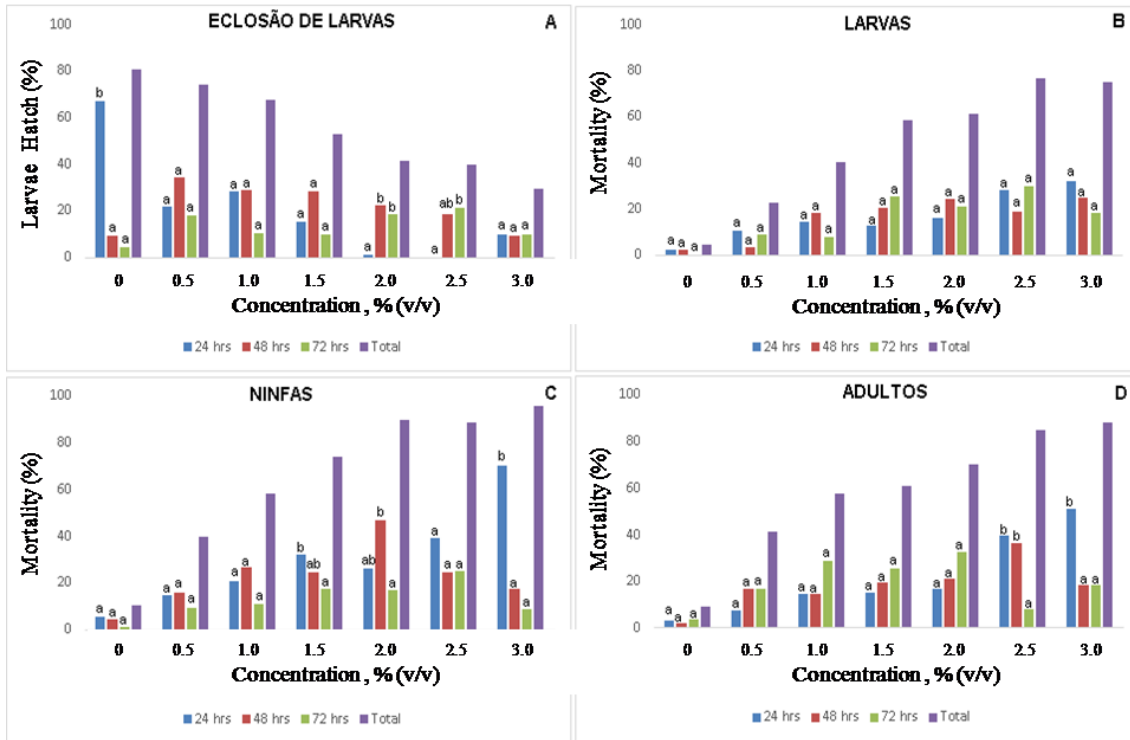 ECLOSÃO DE LARVAS
A
Larvae Hatch (%)
100
80
60
40
20
0
b a a
a a a
a a a
a a a
a b b
a ab b
a a a
0 0.5 1.0 1.5 2.0 2.5 3.0
Concentration , % (v/v)
24 hrs 48 hrs 72 hrs Total
LARVAS
B
Mortality (%)
100
80
60
40
20
0
a a a
a a a
a a a
a a a
a a a
a a a
a a a
0 0.5 1.0 1.5 2.0 2.5 3.0
Concentration , % (v/v)
24 hrs 48 hrs 72 hrs Total
NINFAS
C
Mortality (%)
100
80
60
40
20
0
a a a
a a a
a a a
b ab a
ab b a
a a a
b a a
0 0.5 1.0 1.5 2.0 2.5 3.0
Concentration , % (v/v)
24 hrs 48 hrs 72 hrs Total
ADULTOS
D
Mortality (%)
100
80
60
40
20
0
a a a
a a a
a a a
a a a
a a a
b b a
b a a
0 0.5 1.0 1.5 2.0 2.5 3.0
Concentration , % (v/v)
24 hrs 48 hrs 72 hrs Total